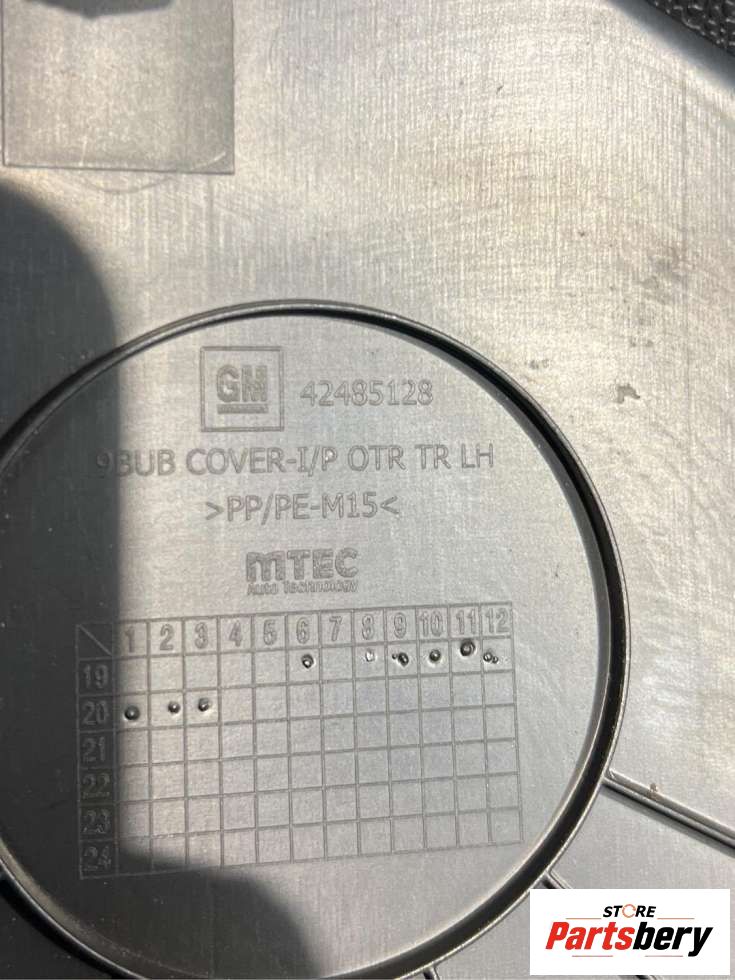 GM 42485128
9BUB COVER-I/P OTR TR LH
>PP/PE-M15<
mTEC
Auto Technology
1 2 3 4 5 6 7 8 9 10 11 12
19
20
21
22
23
24
STORE
Partsbery